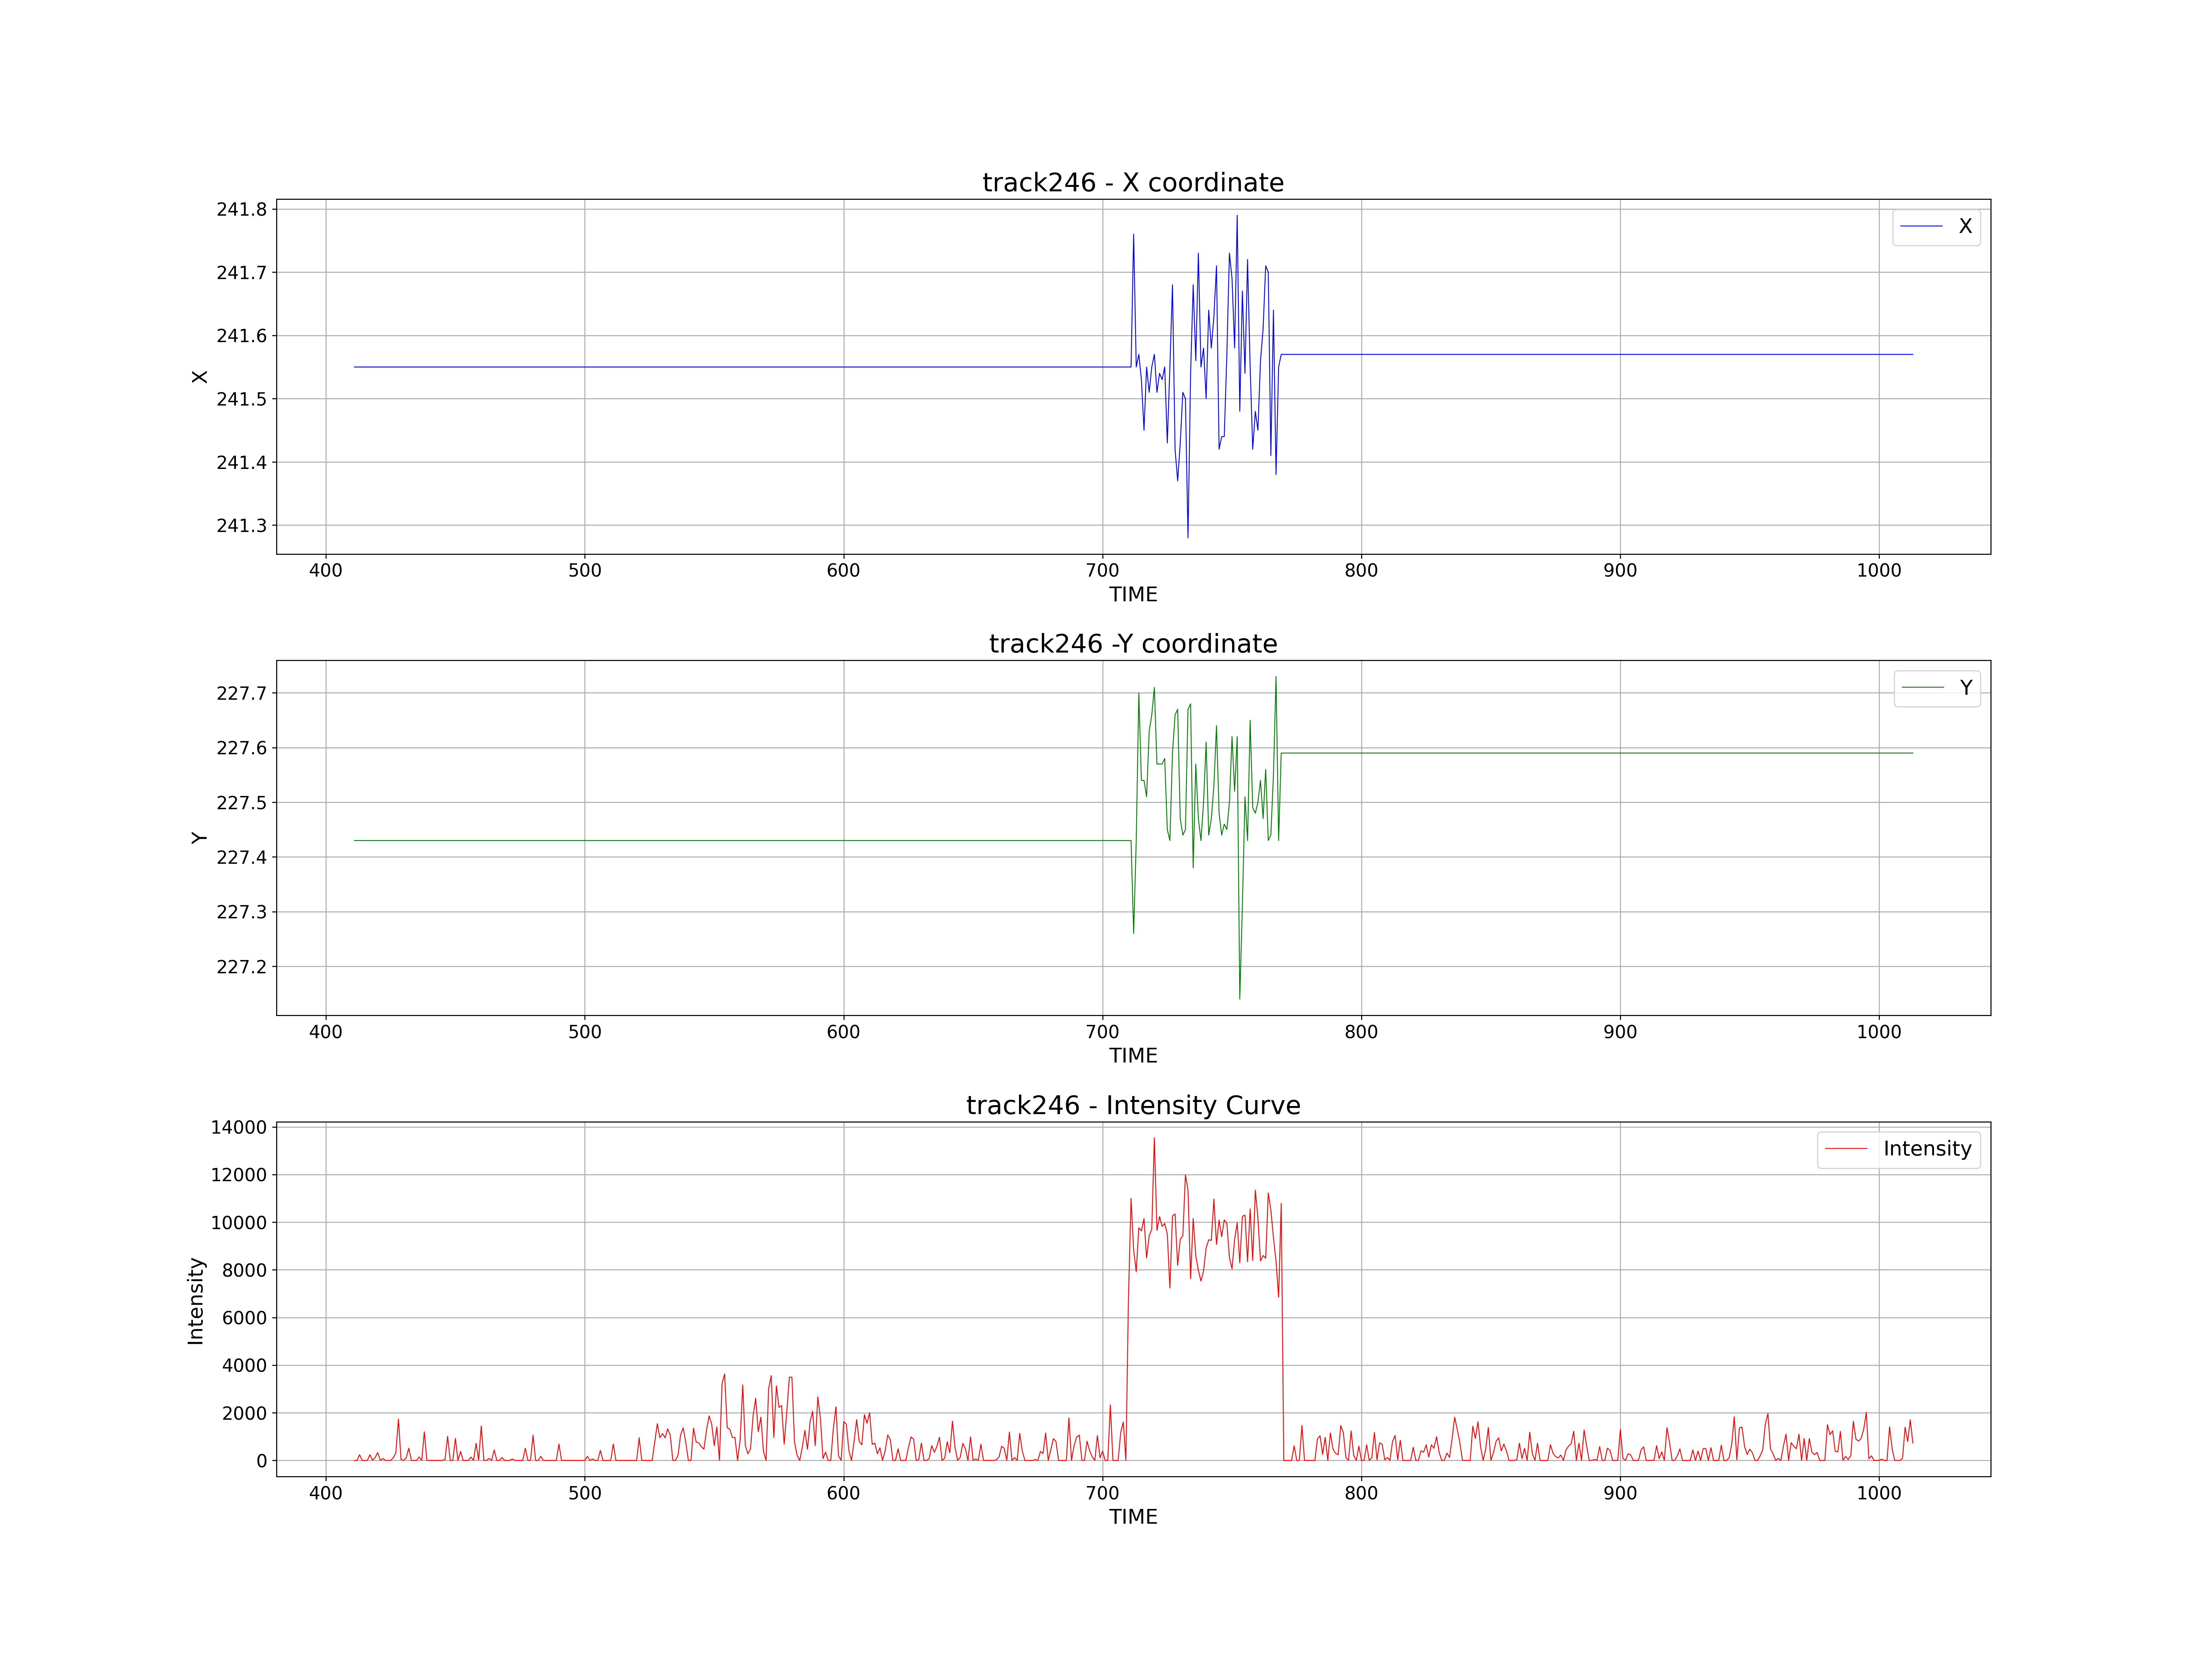 track246 - X coordinate
241.8
241.7
241.6
241.5
241.4
241.3
X
X
400 500 600 700 800 900 1000
TIME
track246 -Y coordinate
227.7
227.6
227.5
227.4
227.3
227.2
Y
Y
400 500 600 700 800 900 1000
TIME
track246 - Intensity Curve
14000
12000
10000
8000
6000
4000
2000
0
Intensity
Intensity
400 500 600 700 800 900 1000
TIME